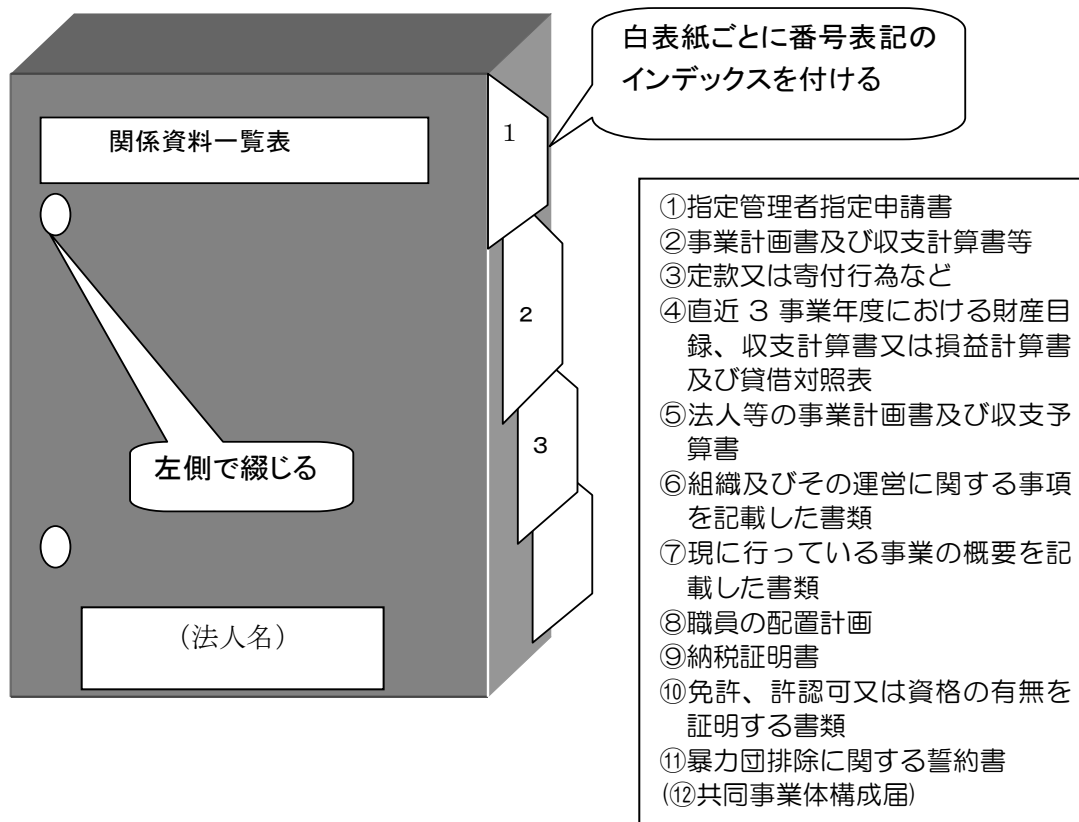 白表紙ごとに番号表記の
インデックスを付ける
関係資料一覧表
1
2
3
左側で綴じる
(法人名)
①指定管理者指定申請書
②事業計画書及び収支計算書等
③定款又は寄付行為など
④直近 3 事業年度における財産目
録、収支計算書又は損益計算書
及び貸借対照表
⑤法人等の事業計画書及び収支予
算書
⑥組織及びその運営に関する事項
を記載した書類
⑦現に行っている事業の概要を記
載した書類
⑧職員の配置計画
⑨納税証明書
⑩免許、許認可又は資格の有無を
証明する書類
⑪暴力団排除に関する誓約書
(⑫共同事業体構成届)